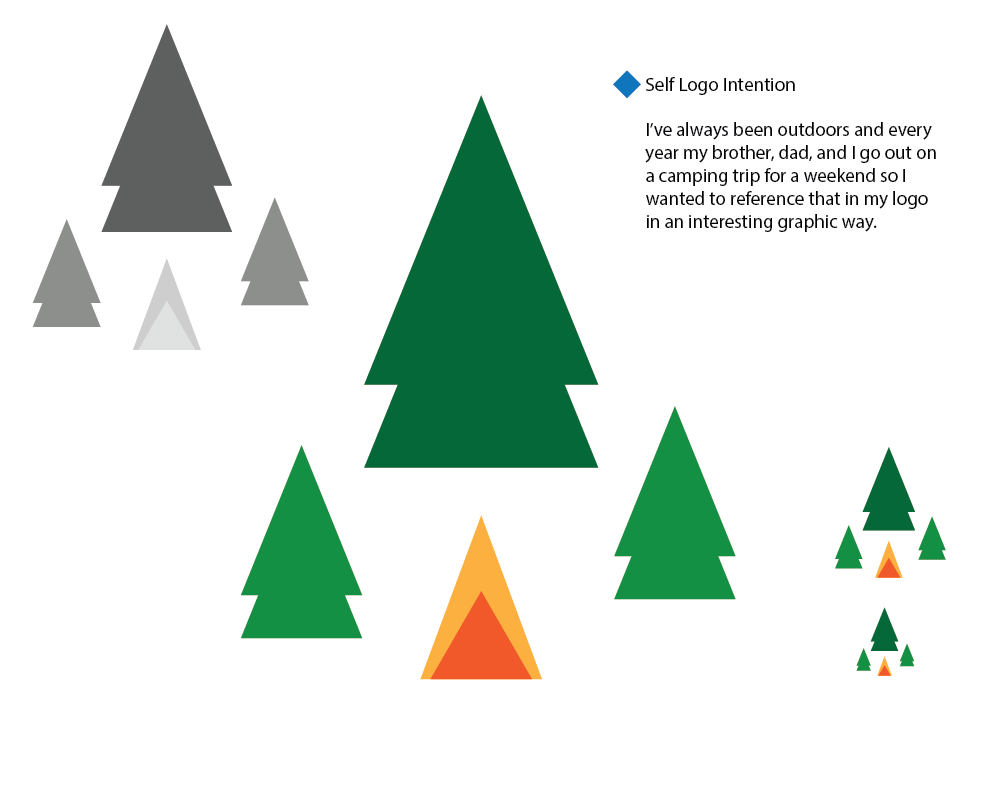 Self Logo Intention
I’ve always been outdoors and every
year my brother, dad, and I go out on
a camping trip for a weekend so I
wanted to reference that in my logo
in an interesting graphic way.